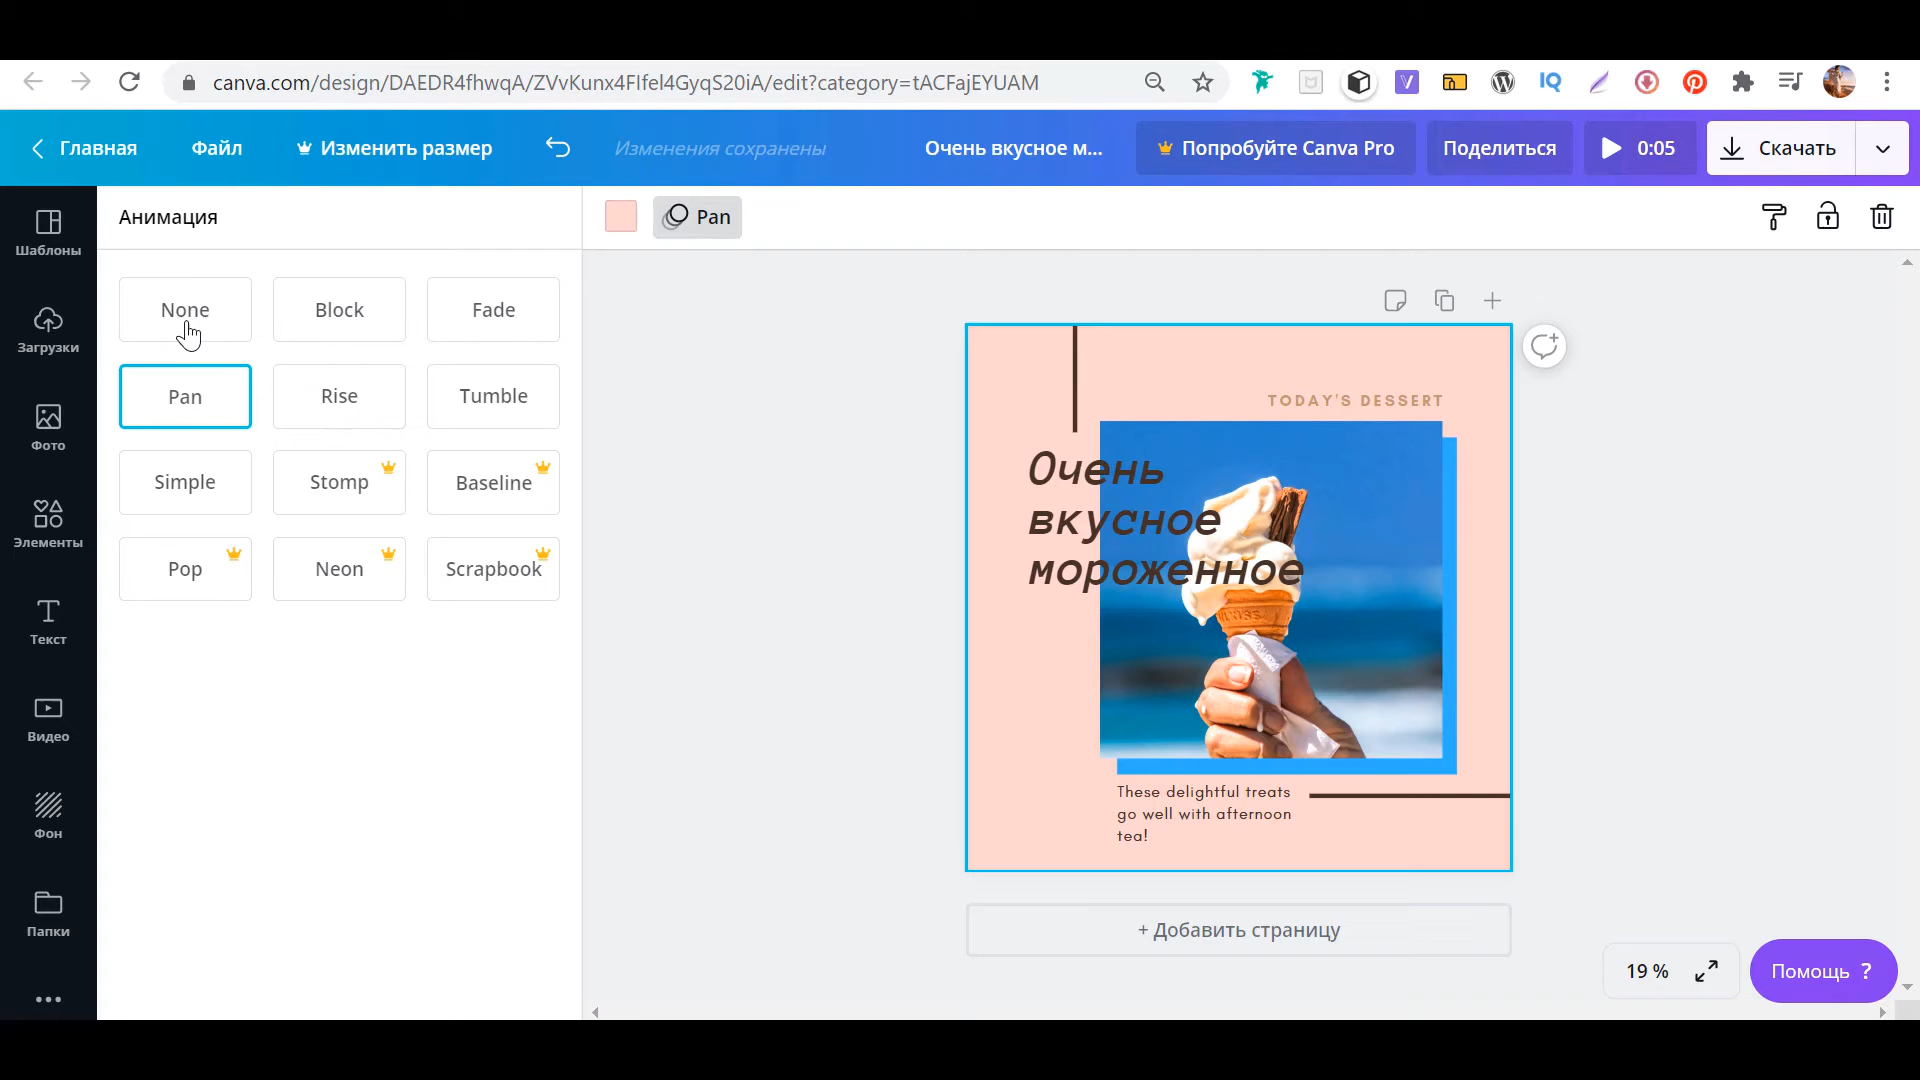 canva.com/design/DAEDR4fhwqA/ZVvKunx4FIfel4GyqS20iA/edit?category=tACFajEYUAM
Главная
Файл
Изменить размер
Изменения сохранены
Очень вкусное м...
Попробуйте Canva Pro
Поделиться
0:05
Скачать
Шаблоны
Загрузки
Фото
Элементы
Текст
Видео
Фон
Папки
Анимация
None
Block
Fade
Pan
Rise
Tumble
Simple
Stomp
Baseline
Pop
Neon
Scrapbook
Pan
TODAY'S DESSERT
Очень
вкусное
мороженное
These delightful treats
go well with afternoon
tea!
+ Добавить страницу
19 %
Помощь ?